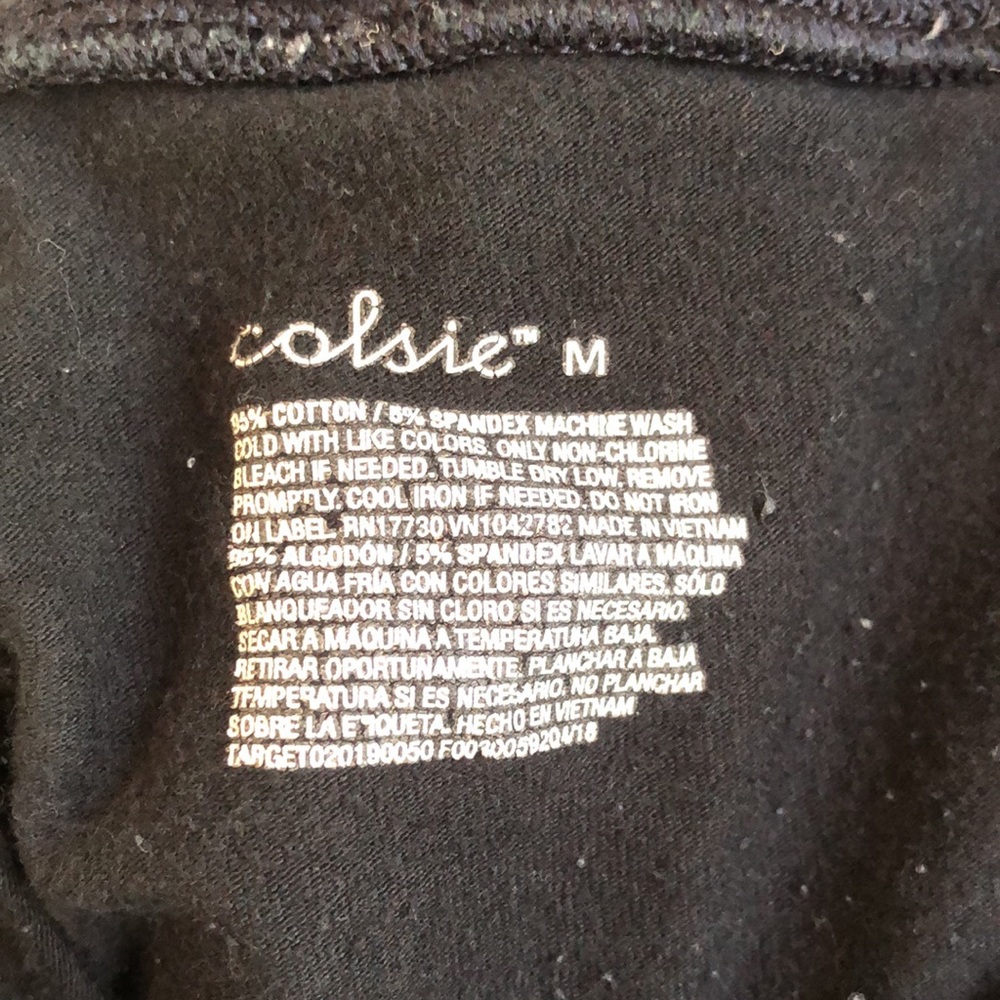 colsie™ M
95% COTTON / 5% SPANDEX MACHINE WASH
COLD WITH LIKE COLORS. ONLY NON-CHLORINE
BLEACH IF NEEDED. TUMBLE DRY LOW. REMOVE
PROMPTLY. COOL IRON IF NEEDED. DO NOT IRON
ON LABEL. RN17730 VN1042782 MADE IN VIETNAM
95% ALGODON / 5% SPANDEX LAVAR A MÁQUINA
CON AGUA FRÍA CON COLORES SIMILARES. SÓLO
BLANQUEADOR SIN CLORO SI ES NECESARIO.
SECAR A MÁQUINA A TEMPERATURA BAJA.
RETIRAR OPORTUNAMENTE. PLANCHAR A BAJA
TEMPERATURA SI ES NECESARIO. NO PLANCHAR
SOBRE LA ETIQUETA. HECHO EN VIETNAM
TARGET020190050